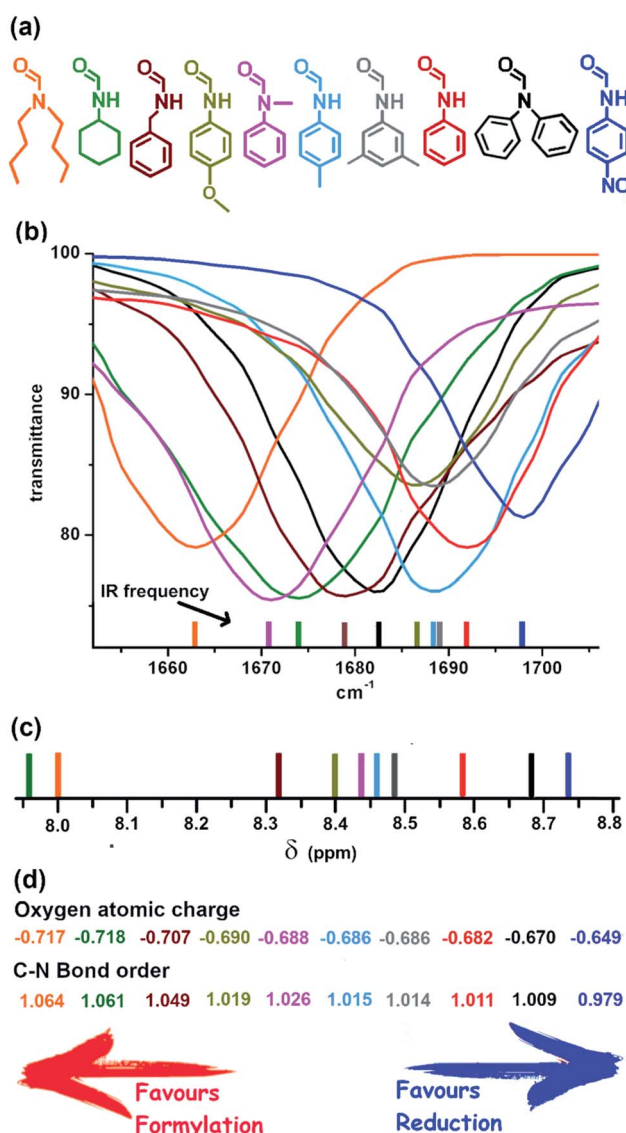 (a)
O O O O O O O O O O
N NH NH NH N NH NH NH N NH
O NO
(b)
100
90
80
transmittance
IR frequency
1660 1670 1680 1690 1700
cm⁻¹
(c)
8.0 8.1 8.2 8.3 8.4 8.5 8.6 8.7 8.8
δ (ppm)
(d)
Oxygen atomic charge
-0.717 -0.718 -0.707 -0.690 -0.688 -0.686 -0.686 -0.682 -0.670 -0.649
C-N Bond order
1.064 1.061 1.049 1.019 1.026 1.015 1.014 1.011 1.009 0.979
Favours Favours
Formylation Reduction